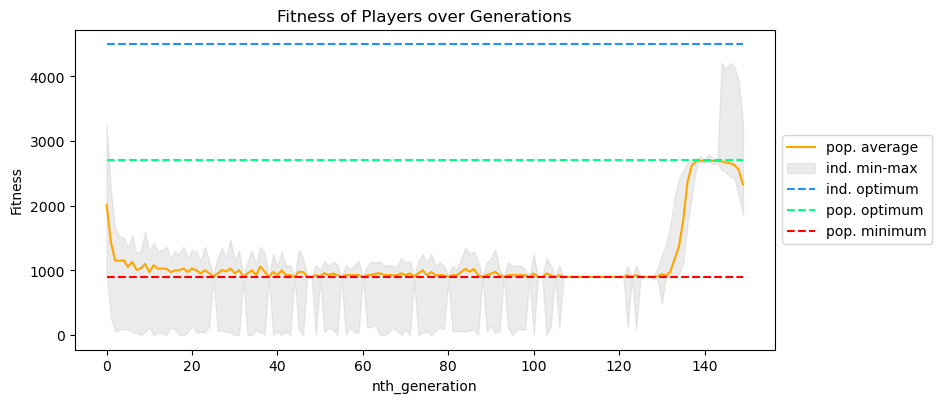 Fitness of Players over Generations
Fitness
4000
3000
2000
1000
0
0 20 40 60 80 100 120 140
nth_generation
pop. average
ind. min-max
ind. optimum
pop. optimum
pop. minimum